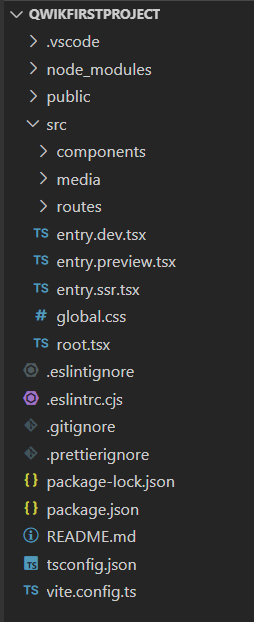 QWIKFIRSTPROJECT
.vscode
node_modules
public
src
components
media
routes
TS entry.dev.tsx
TS entry.preview.tsx
TS entry.ssr.tsx
# global.css
TS root.tsx
.eslintignore
.eslintrc.cjs
.gitignore
.prettierignore
{} package-lock.json
{} package.json
README.md
TS tsconfig.json
TS vite.config.ts